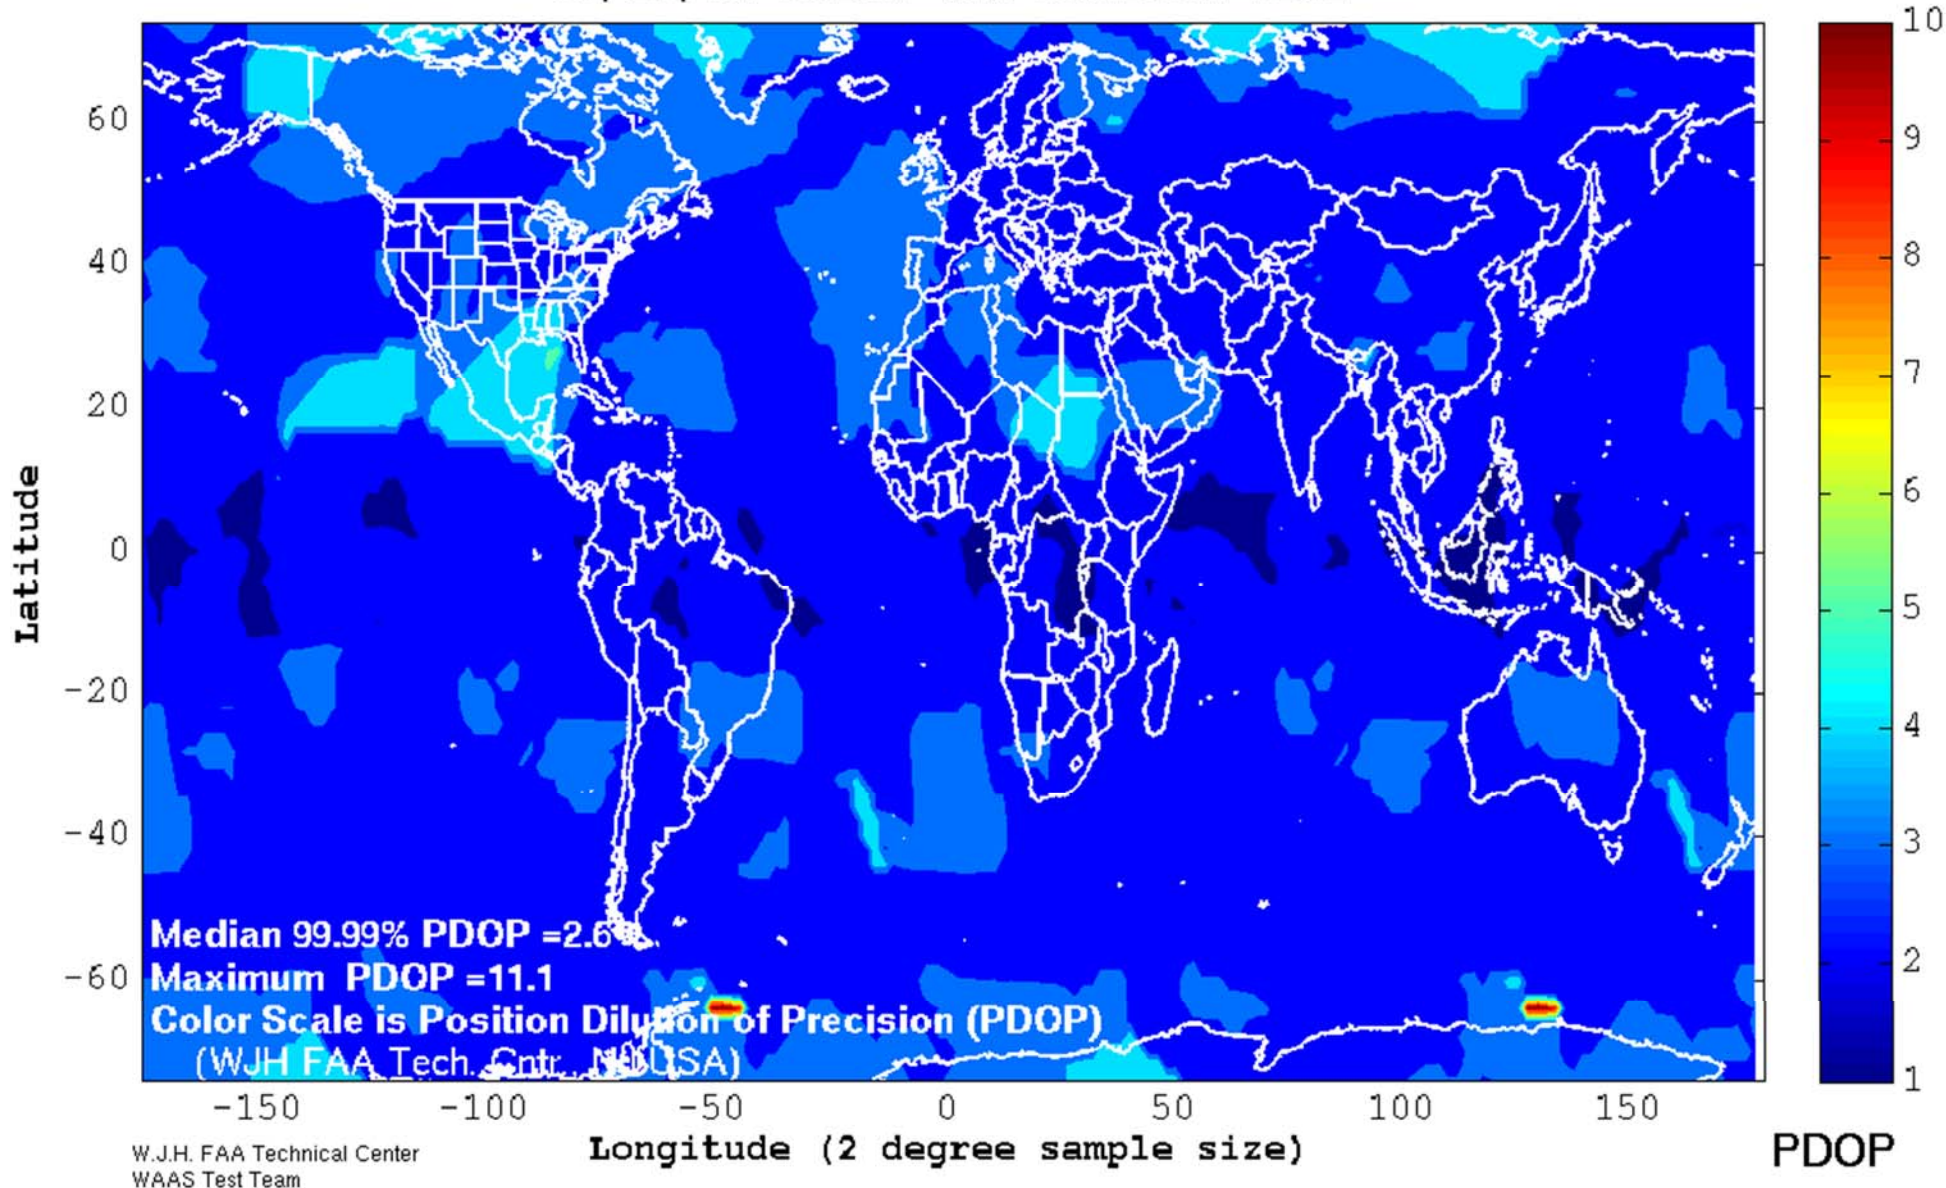 10
9
8
7
6
5
4
3
2
1
Latitude
60
40
20
0
-20
-40
-60
Median 99.99% PDOP =2.6
Maximum PDOP =11.1
Color Scale is Position Dilution of Precision (PDOP)
(WJH FAA Tech. Cntr., NJ USA)
-150 -100 -50 0 50 100 150
Longitude (2 degree sample size)
PDOP
W.J.H. FAA Technical Center
WAAS Test Team